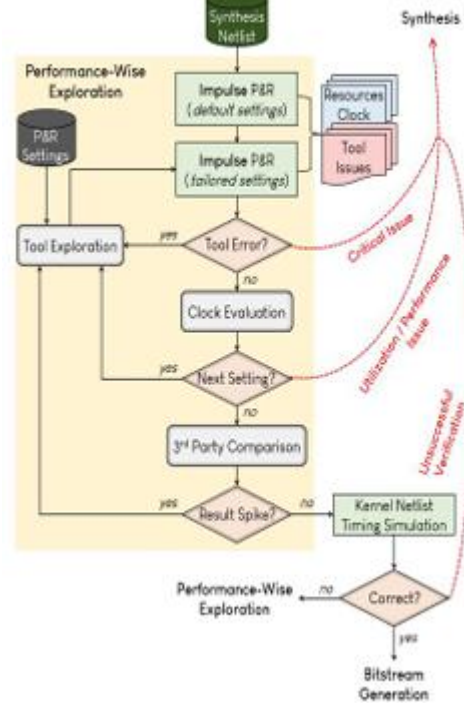 Synthesis
Netlist
Synthesis
Performance-Wise
Exploration
Impulse P&R
(default settings)
Resources
Clock
P&R
Settings
Impulse P&R
(tailored settings)
Tool
Issues
Tool Exploration
yes
Tool Error?
Critical Issue
no
Clock Evaluation
Utilization / Performance
Issue
yes
Next Setting?
no
3rd Party Comparison
Unsuccessful
Verification
yes
Result Spike?
no
Kernel Netlist
Timing Simulation
Performance-Wise
Exploration
no
Correct?
yes
Bitstream
Generation